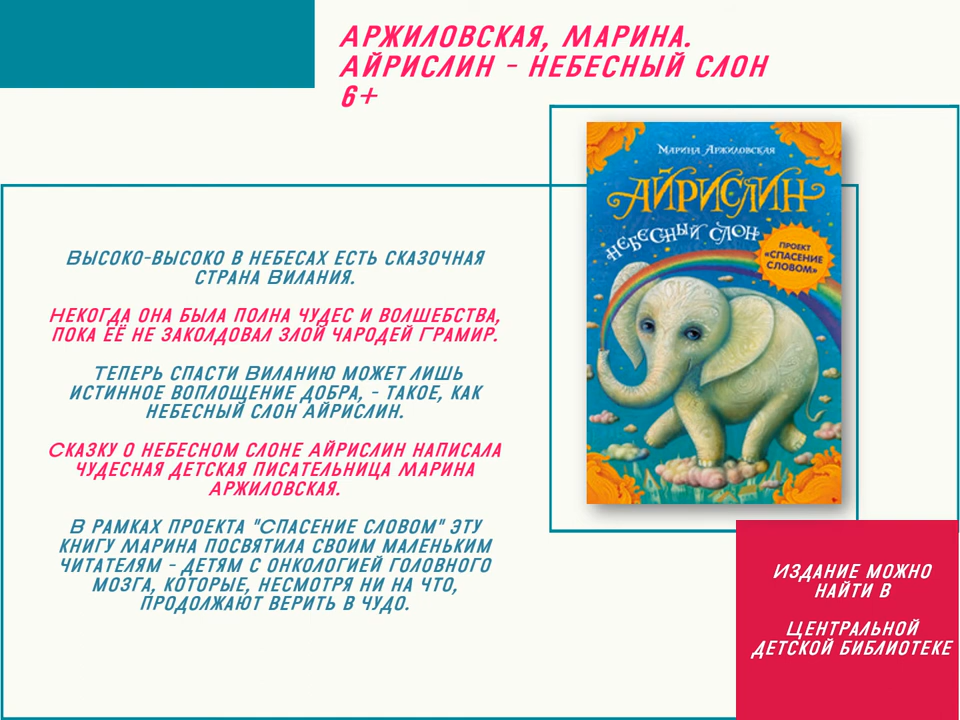 Аржиловская, Марина.
Айрислин - небесный слон
6+
Марина Аржиловская
АЙРИСЛИН
НЕБЕСНЫЙ СЛОН
ПРОЕКТ
«СПАСЕНИЕ
СЛОВОМ»
Высоко-высоко в небесах есть сказочная
страна Вилания.
Некогда она была полна чудес и волшебства,
пока её не заколдовал злой чародей Грамир.
Теперь спасти Виланию может лишь
истинное воплощение добра, - такое, как
небесный слон Айрислин.
Сказку о небесном слоне Айрислин написала
чудесная детская писательница Марина
Аржиловская.
В рамках проекта "Спасение словом" эту
книгу Марина посвятила своим маленьким
читателям - детям с онкологией головного
мозга, которые, несмотря ни на что,
продолжают верить в чудо.
Издание можно
найти в
Центральной
детской библиотеке